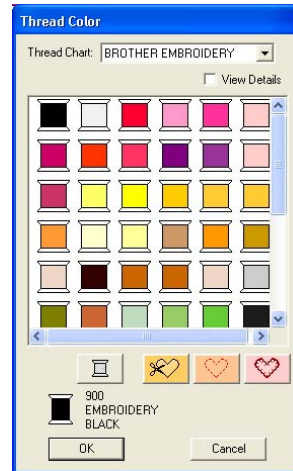 Thread Color
Thread Chart: BROTHER EMBROIDERY
View Details
900
EMBROIDERY
BLACK
OK
Cancel